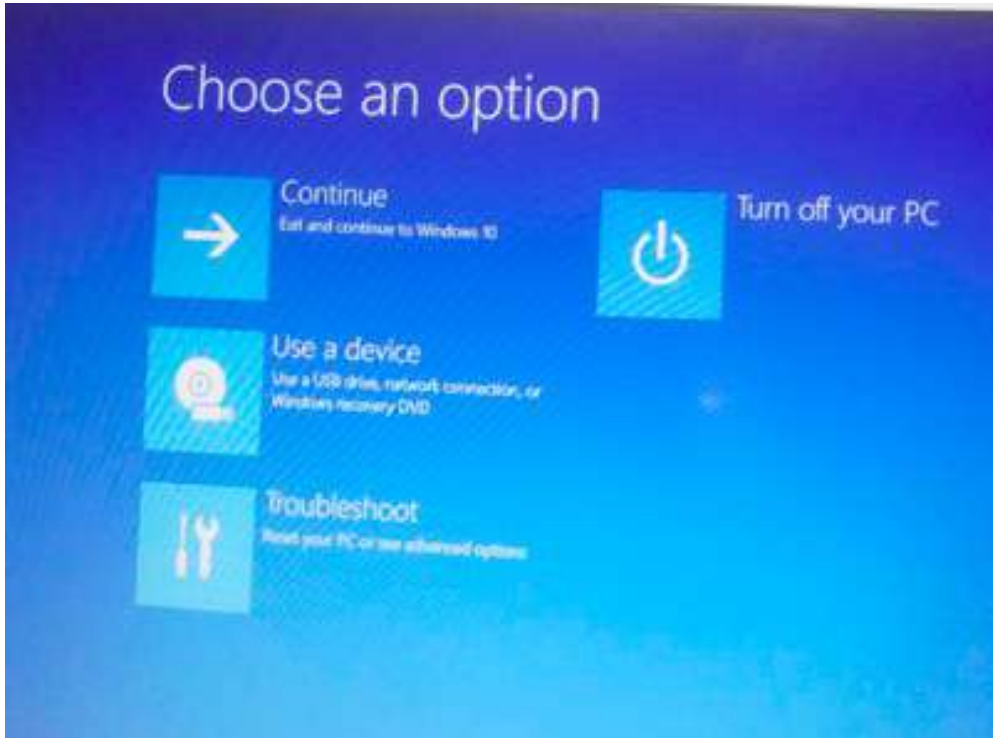 Choose an option
Continue
Exit and continue to Windows 10
Turn off your PC
Use a device
Use a USB drive, network connection, or
Windows recovery DVD
Troubleshoot
Reset your PC or see advanced options